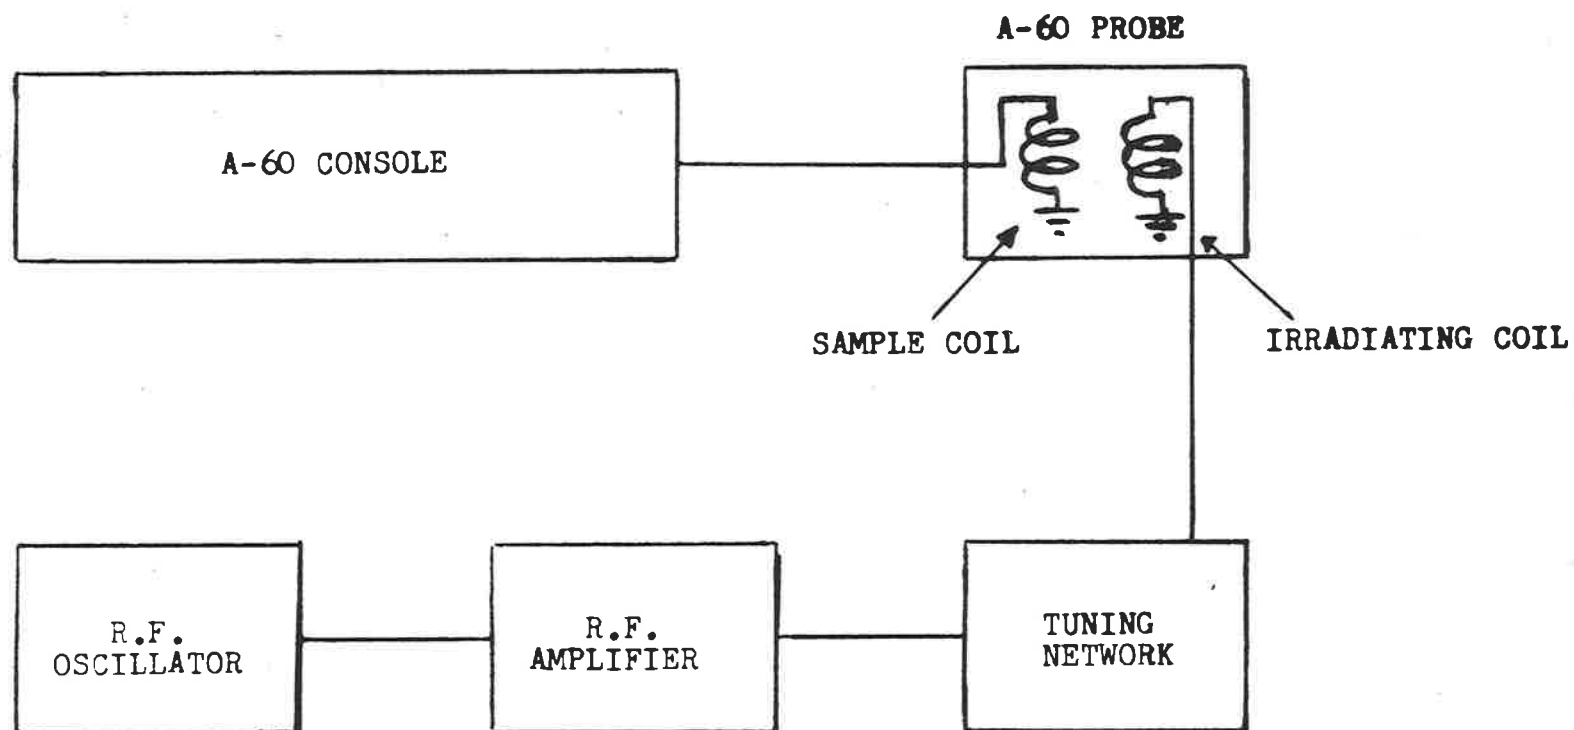 A-60 PROBE
A-60 CONSOLE
SAMPLE COIL
IRRADIATING COIL
R.F.
OSCILLATOR
R.F.
AMPLIFIER
TUNING
NETWORK